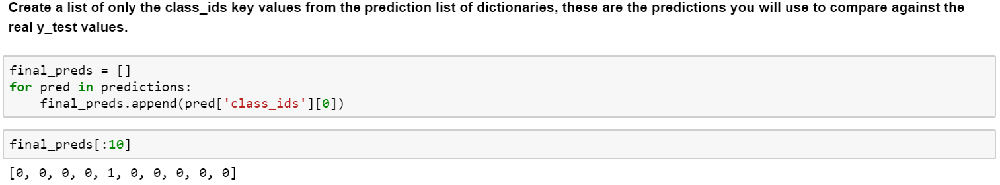 Create a list of only the class_ids key values from the prediction list of dictionaries, these are the predictions you will use to compare against the
real y_test values.
final_preds = []
for pred in predictions:
    final_preds.append(pred['class_ids'][0])
final_preds[:10]
[0, 0, 0, 0, 1, 0, 0, 0, 0, 0]